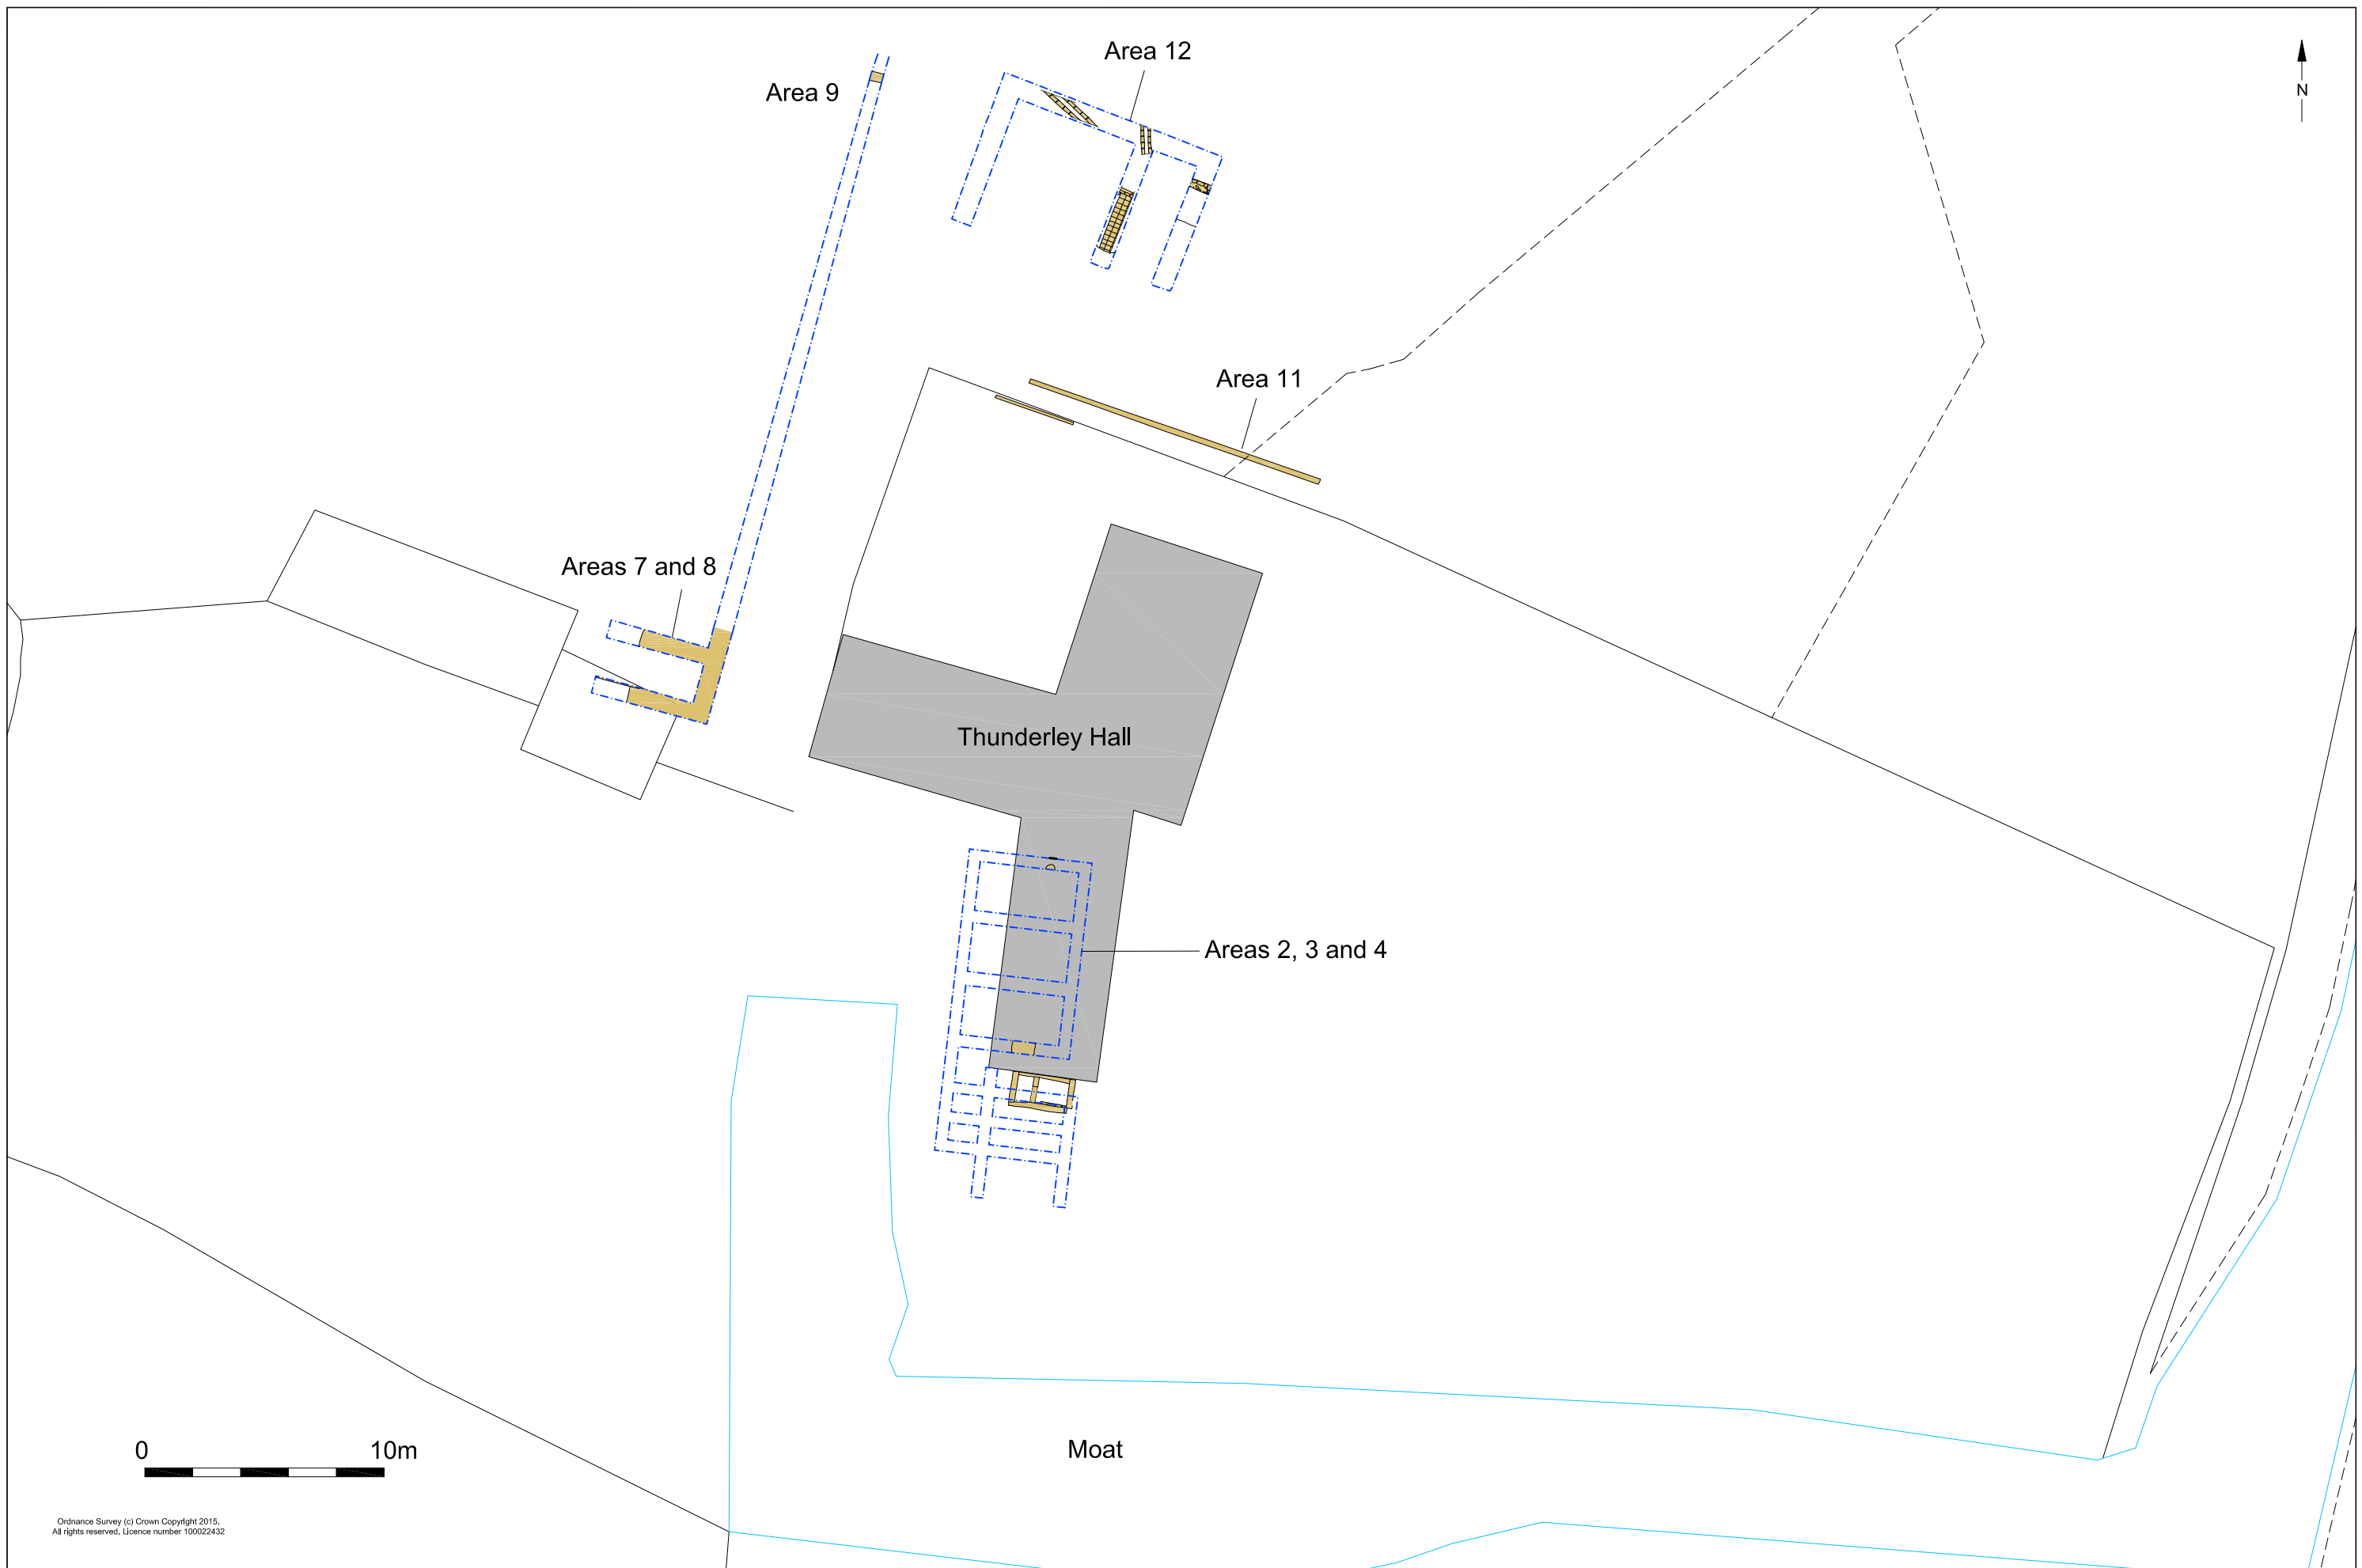 Area 12
Area 9
N
Area 11
Areas 7 and 8
Thunderley Hall
Areas 2, 3 and 4
0 10m
Moat
Ordnance Survey (c) Crown Copyright 2015.
All rights reserved. Licence number 100022432